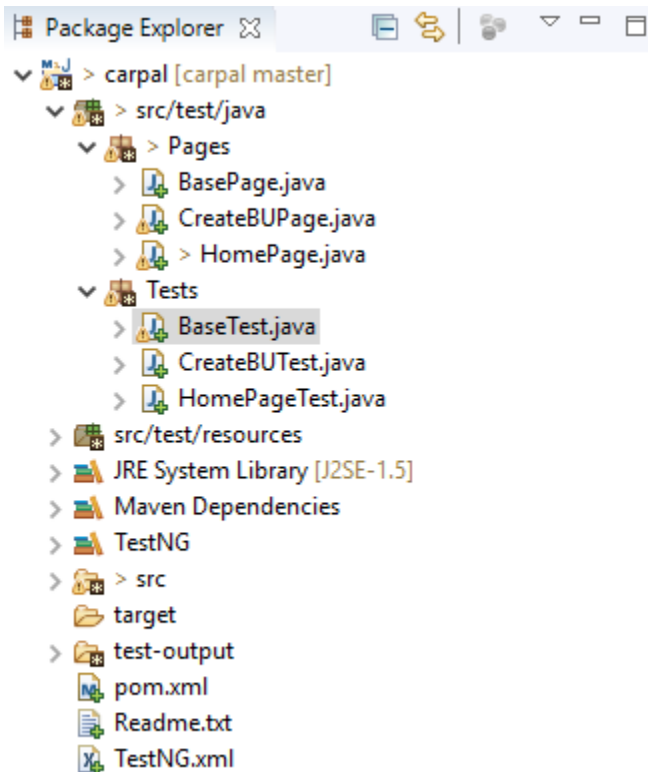 Package Explorer
> carpal [carpal master]
> src/test/java
> Pages
BasePage.java
CreateBUPage.java
> HomePage.java
Tests
BaseTest.java
CreateBUTest.java
HomePageTest.java
src/test/resources
JRE System Library [J2SE-1.5]
Maven Dependencies
TestNG
> src
target
test-output
pom.xml
Readme.txt
TestNG.xml